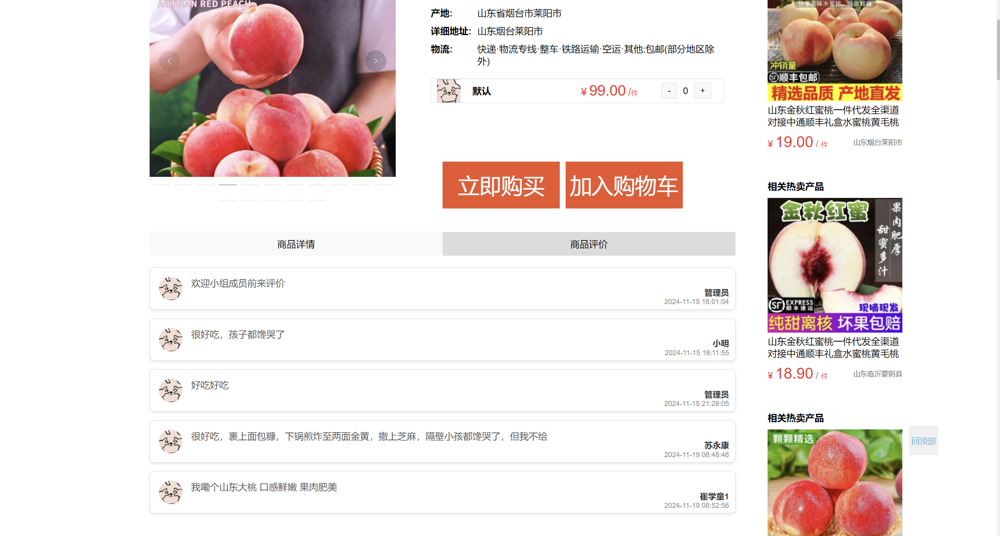 AUTUMN RED PEACH
产地:
山东省烟台市莱阳市
详细地址:
山东烟台莱阳市
物流:
快递·物流专线·整车·铁路运输·空运·其他;包邮(部分地区除
外)
默认
¥ 99.00 /件
-
0
+
立即购买
加入购物车
商品详情
商品评价
欢迎小组成员前来评价
管理员
2024-11-15 18:01:04
很好吃，孩子都馋哭了
小明
2024-11-15 18:11:55
好吃好吃
管理员
2024-11-15 21:28:05
很好吃，裹上面包糠，下锅煎炸至两面金黄，撒上芝麻，隔壁小孩都馋哭了，但我不给
苏永康
2024-11-19 08:48:46
我嘞个山东大桃 口感鲜嫩 果肉肥美
崔学童1
2024-11-19 08:52:56
秋季美味水蜜桃，脆甜鲜嫩
冲销量
SF顺丰包邮
精选品质 产地直发
山东金秋红蜜桃一件代发全渠道
对接中通顺丰礼盒水蜜桃黄毛桃
¥ 19.00 / 件
山东烟台莱阳市
相关热卖产品
金秋红蜜
果肉肥厚
甜蜜多汁
SF EXPRESS
顺丰速运
现摘现发
纯甜离核 坏果包赔
山东金秋红蜜桃一件代发全渠道
对接中通顺丰礼盒水蜜桃黄毛桃
¥ 18.90 / 件
山东临沂蒙阴县
相关热卖产品
颗颗精选
回顶部